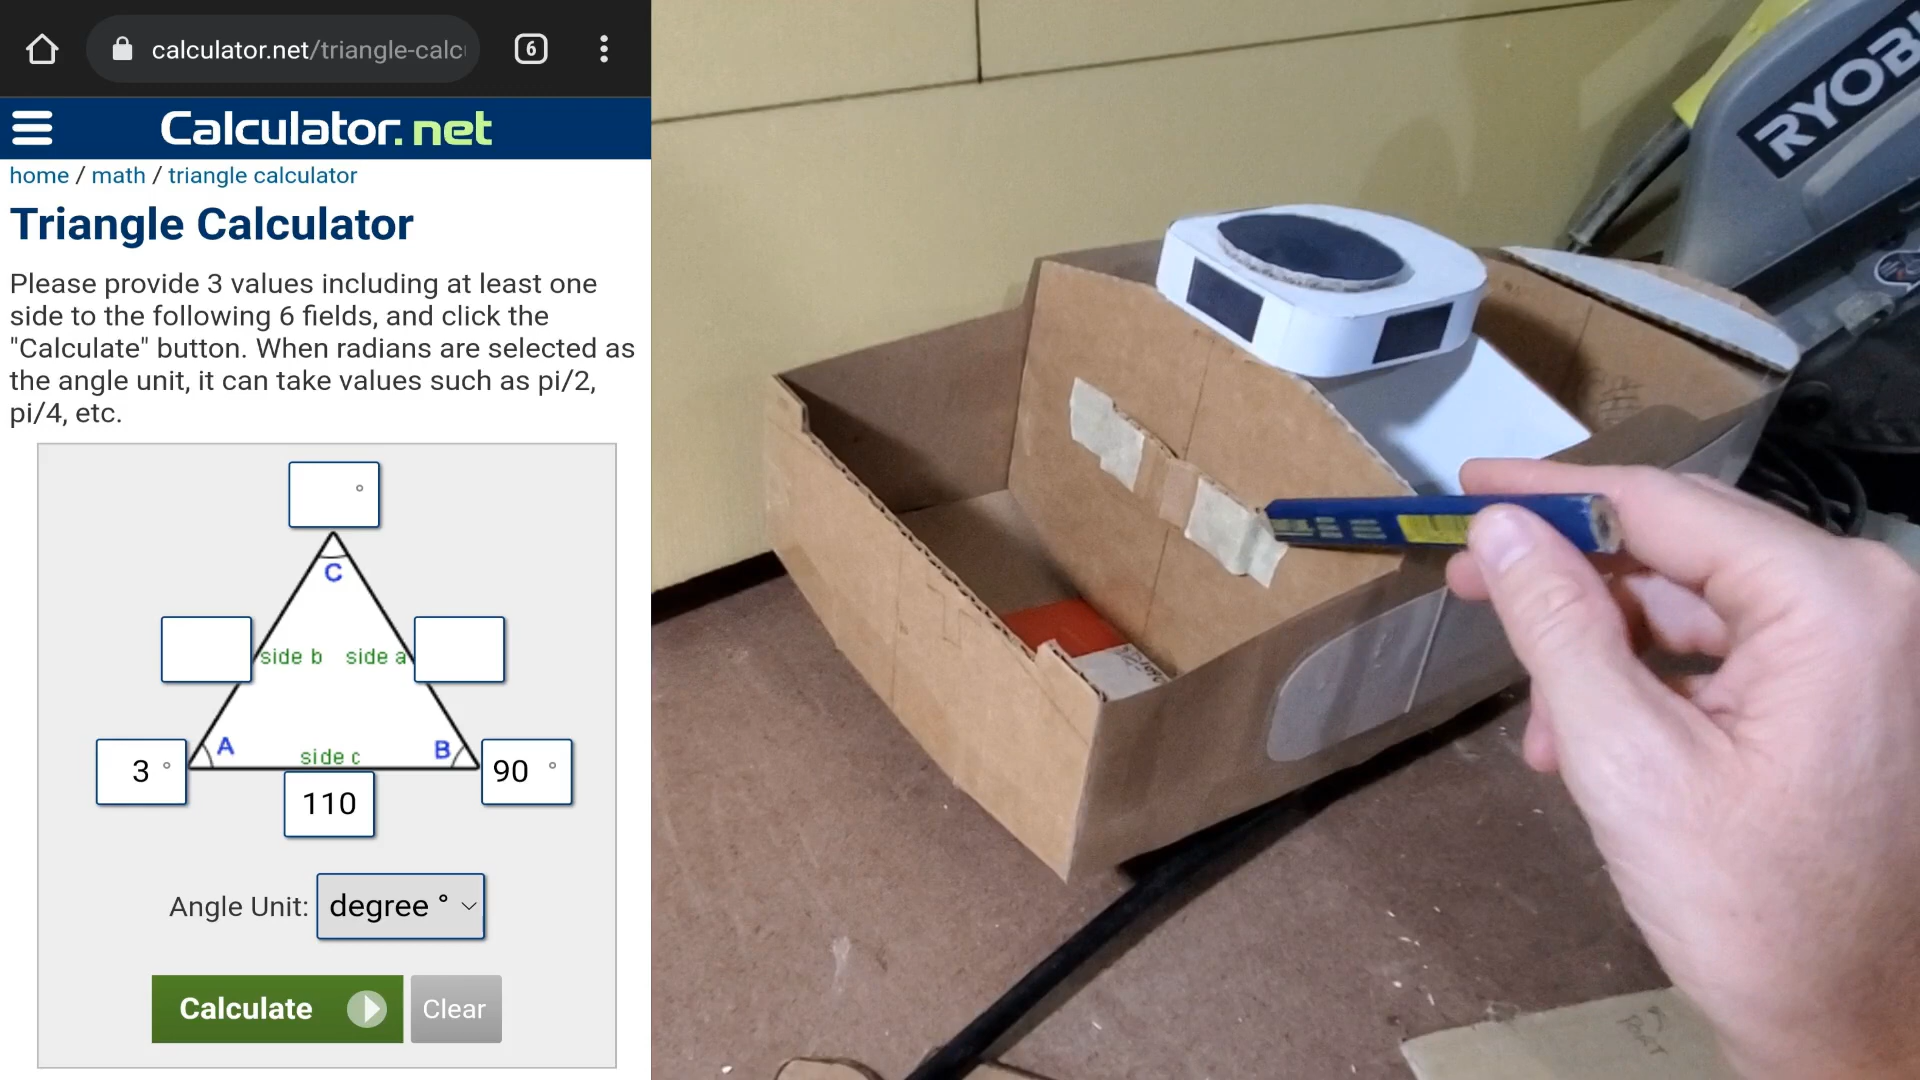 calculator.net/triangle-calc
6
Calculator.net
home / math / triangle calculator
Triangle Calculator
Please provide 3 values including at least one
side to the following 6 fields, and click the
"Calculate" button. When radians are selected as
the angle unit, it can take values such as pi/2,
pi/4, etc.
°
C
side b side a
A side c B
3 ° 90 °
110
Angle Unit: degree °
Calculate Clear
RYOBI